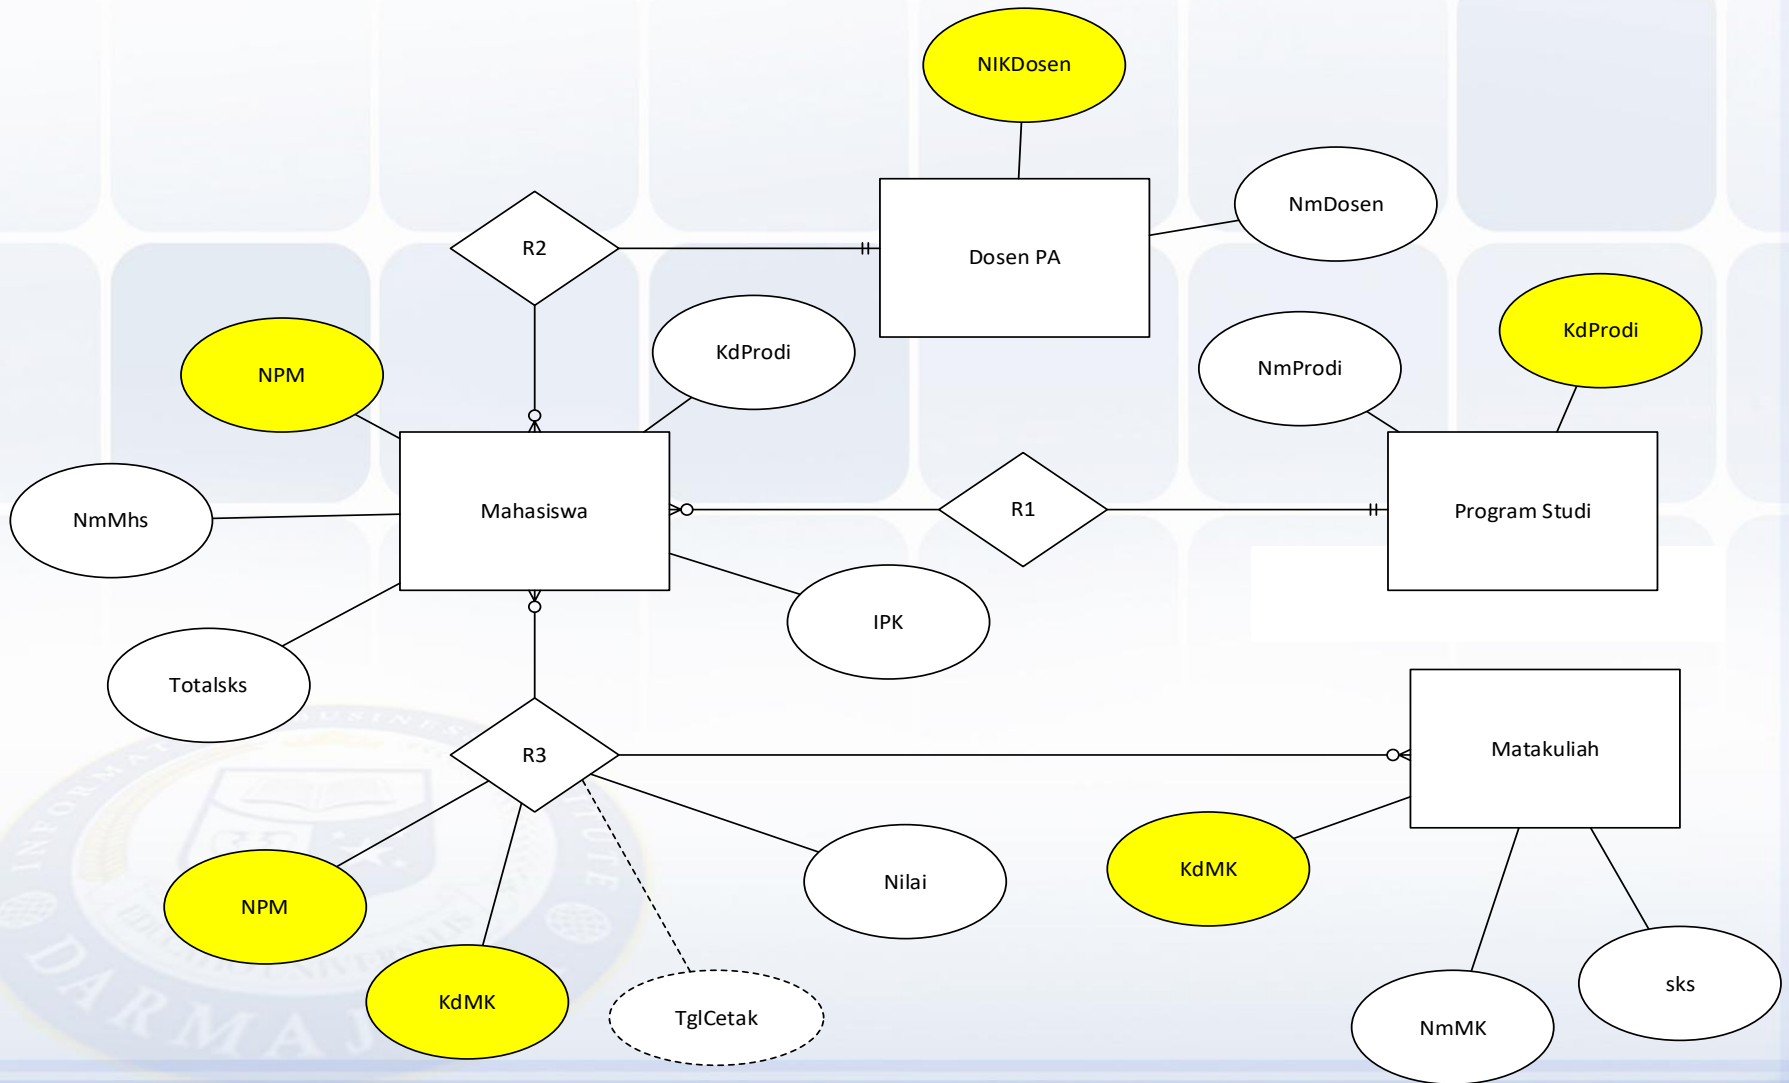 NIKDosen
NmDosen
R2
Dosen PA
KdProdi
NmProdi
KdProdi
NPM
NmMhs
Mahasiswa
R1
Program Studi
IPK
Totalsks
R3
Matakuliah
Nilai
KdMK
NPM
KdMK
TglCetak
NmMK
sks
DARMAJ